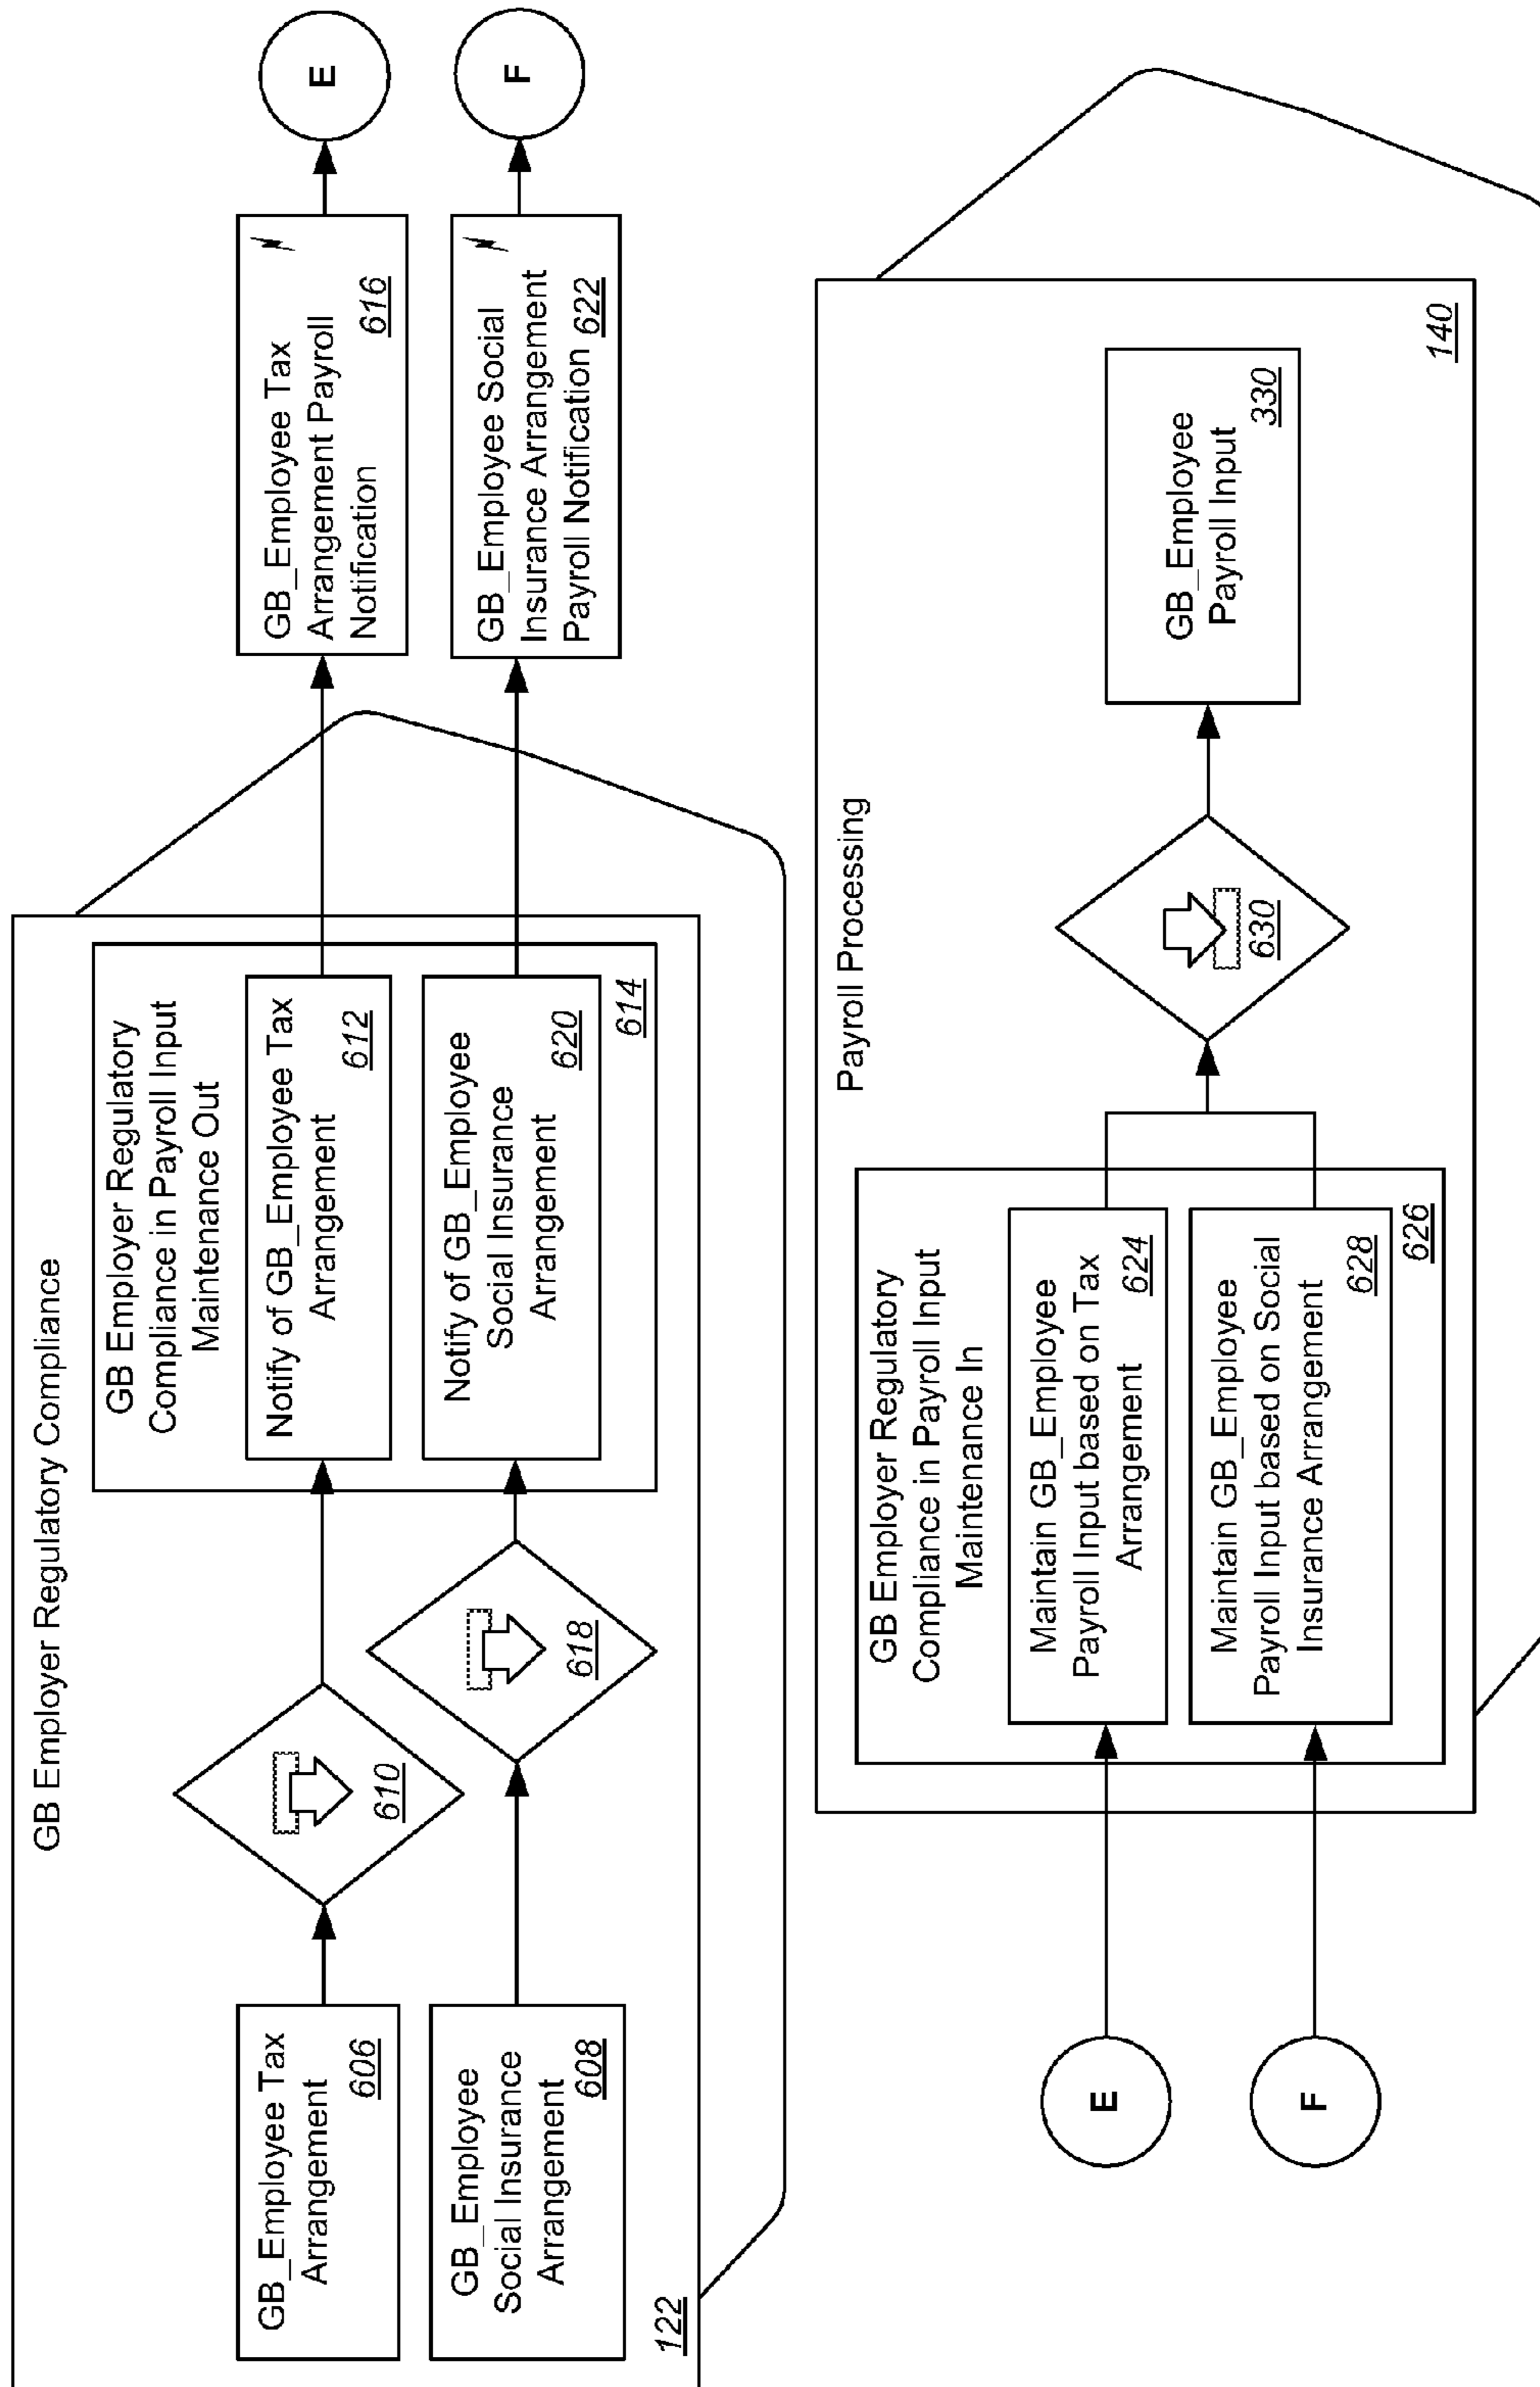 GB Employer Regulatory Compliance
GB_Employee Tax
Arrangement
606
GB_Employee
Social Insurance
Arrangement
608
122
610
618
GB Employer Regulatory
Compliance in Payroll Input
Maintenance Out
Notify of GB_Employee Tax
Arrangement
612
Notify of GB_Employee
Social Insurance
Arrangement
620
614
GB_Employee Tax
Arrangement Payroll
Notification
616
GB_Employee Social
Insurance Arrangement
Payroll Notification 622
E
F
Payroll Processing
E
F
GB Employer Regulatory
Compliance in Payroll Input
Maintenance In
Maintain GB_Employee
Payroll Input based on Tax
Arrangement
624
Maintain GB_Employee
Payroll Input based on Social
Insurance Arrangement
628
626
630
GB_Employee
Payroll Input
330
140